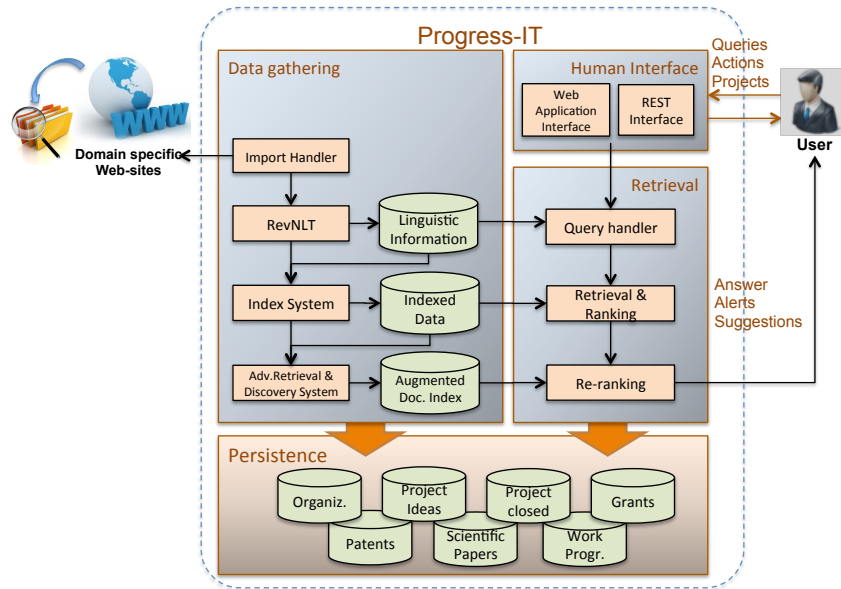 Progress-IT
Data gathering
Human Interface
Queries
Actions
Projects
Web
Application
Interface
REST
Interface
User
WWW
Domain specific
Web-sites
Import Handler
Retrieval
RevNLT
Linguistic
Information
Query handler
Index System
Indexed
Data
Retrieval &
Ranking
Answer
Alerts
Suggestions
Adv.Retrieval &
Discovery System
Augmented
Doc. Index
Re-ranking
Persistence
Organiz.
Project
Ideas
Project
closed
Grants
Patents
Scientific
Papers
Work
Progr.